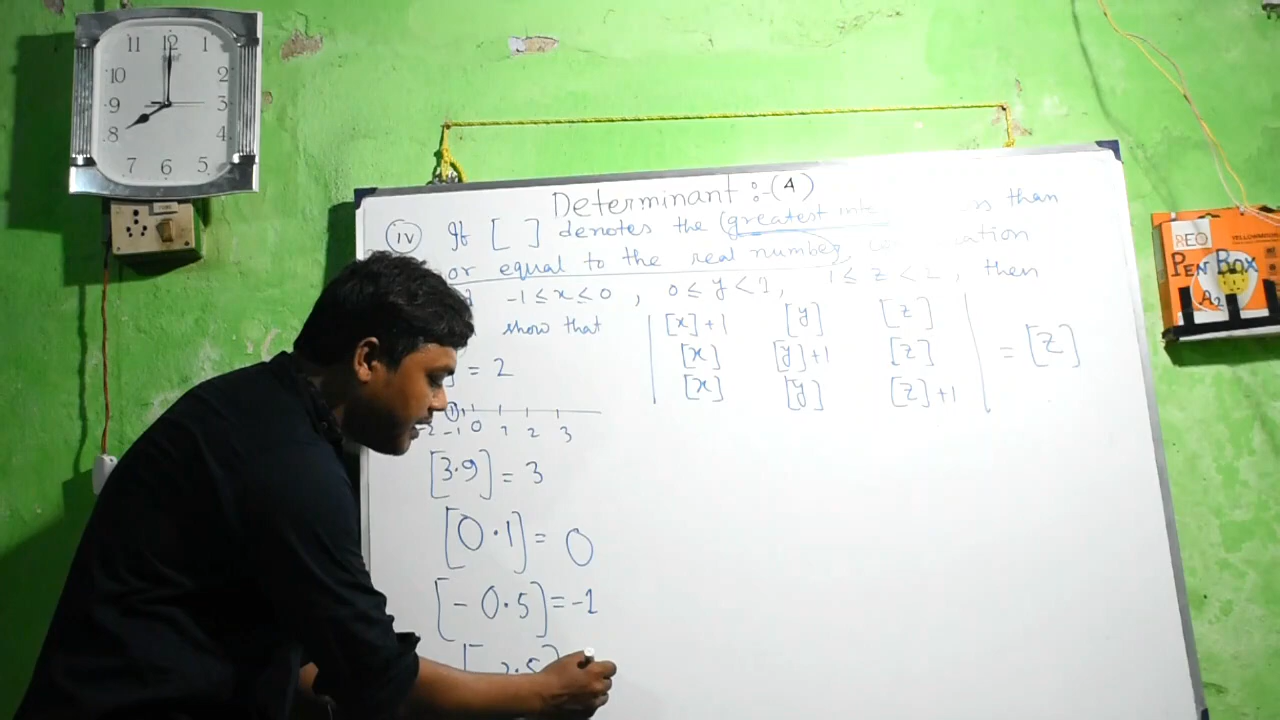 11 12 1
10 2
9 3
8 4
7 6 5
Determinant :-(4)
(iv) If [ ] denotes the (greatest than
or equal to the real number,
-1 ≤ x ≤ 0 , 0 ≤ y < 1 , 1 ≤ z < 2 , then
show that
[x]+1 [y] [z]
[x] [y]+1 [z] = [z]
[x] [y] [z]+1
= 2
-2 -1 0 1 2 3
[3.9] = 3
[0.1] = 0
[-0.5] = -1
REO
PEN BOX
A2